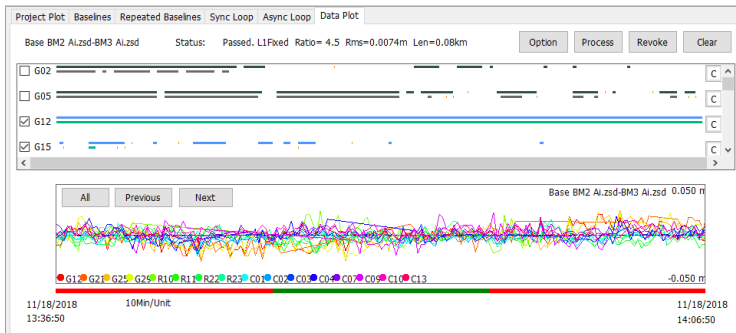 Project Plot Baselines Repeated Baselines Sync Loop Async Loop Data Plot
Base BM2 Ai.zsd-BM3 Ai.zsd Status: Passed. L1Fixed Ratio= 4.5 Rms=0.0074m Len=0.08km Option Process Revoke Clear
G02 C
G05 C
G12 C
G15 C
All Previous Next Base BM2 Ai.zsd-BM3 Ai.zsd 0.050 m
G12 G21 G25 G29 R10 R11 R22 R23 C01 C02 C03 C04 C07 C09 C10 C13 -0.050 m
11/18/2018 10Min/Unit 11/18/2018
13:36:50 14:06:50